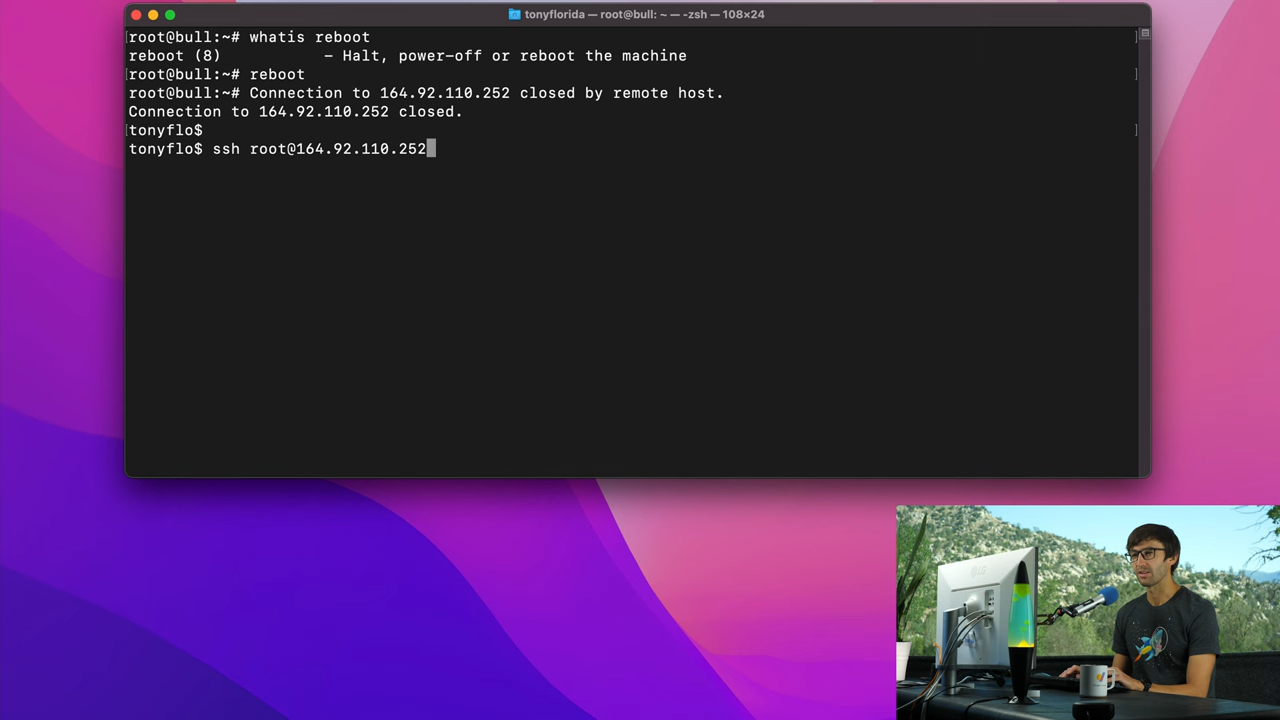 tonyflorida — root@bull: ~ — -zsh — 108×24
[root@bull:~# whatis reboot ]
reboot (8) - Halt, power-off or reboot the machine
[root@bull:~# reboot ]
root@bull:~# Connection to 164.92.110.252 closed by remote host.
Connection to 164.92.110.252 closed.
[tonyflo$ ]
tonyflo$ ssh root@164.92.110.252
LG